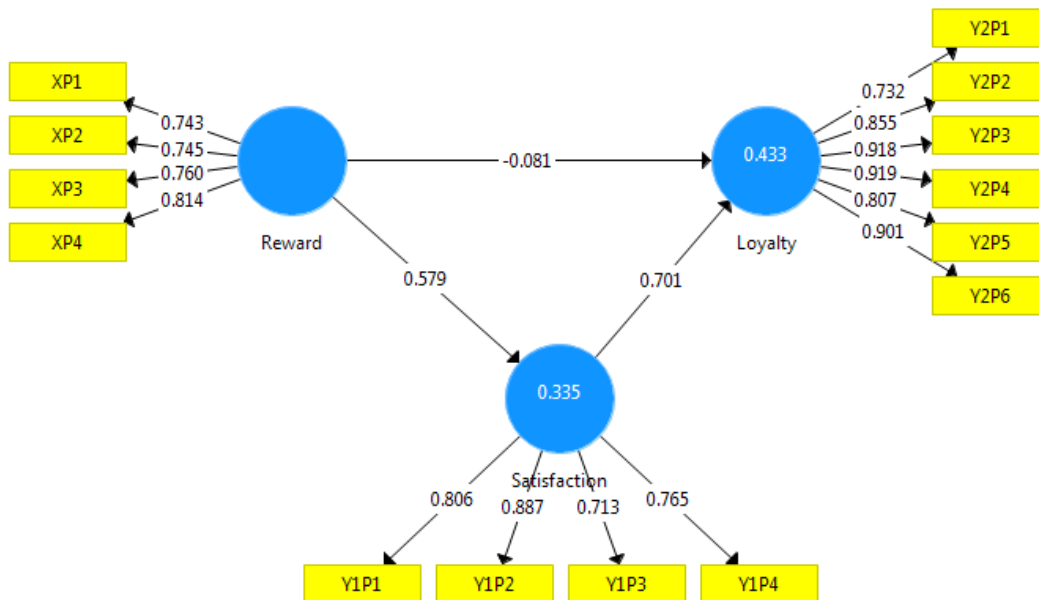 XP1
XP2
XP3
XP4
0.743
0.745
0.760
0.814
Reward
-0.081
0.579
0.433
Loyalty
0.701
0.732
0.855
0.918
0.919
0.807
0.901
Y2P1
Y2P2
Y2P3
Y2P4
Y2P5
Y2P6
0.335
Satisfaction
0.806
0.887
0.713
0.765
Y1P1
Y1P2
Y1P3
Y1P4